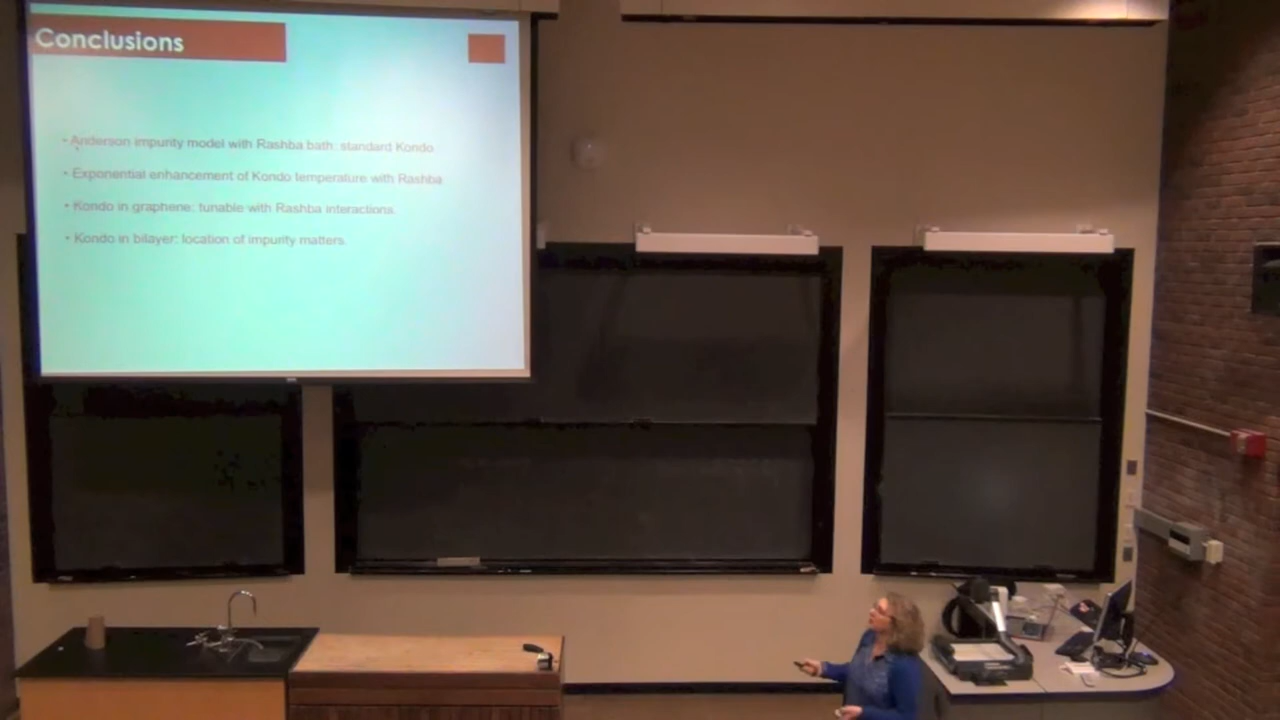 Conclusions
• Anderson impurity model with Rashba bath: standard Kondo
• Exponential enhancement of Kondo temperature with Rashba
• Kondo in graphene: tunable with Rashba interactions.
• Kondo in bilayer: location of impurity matters.